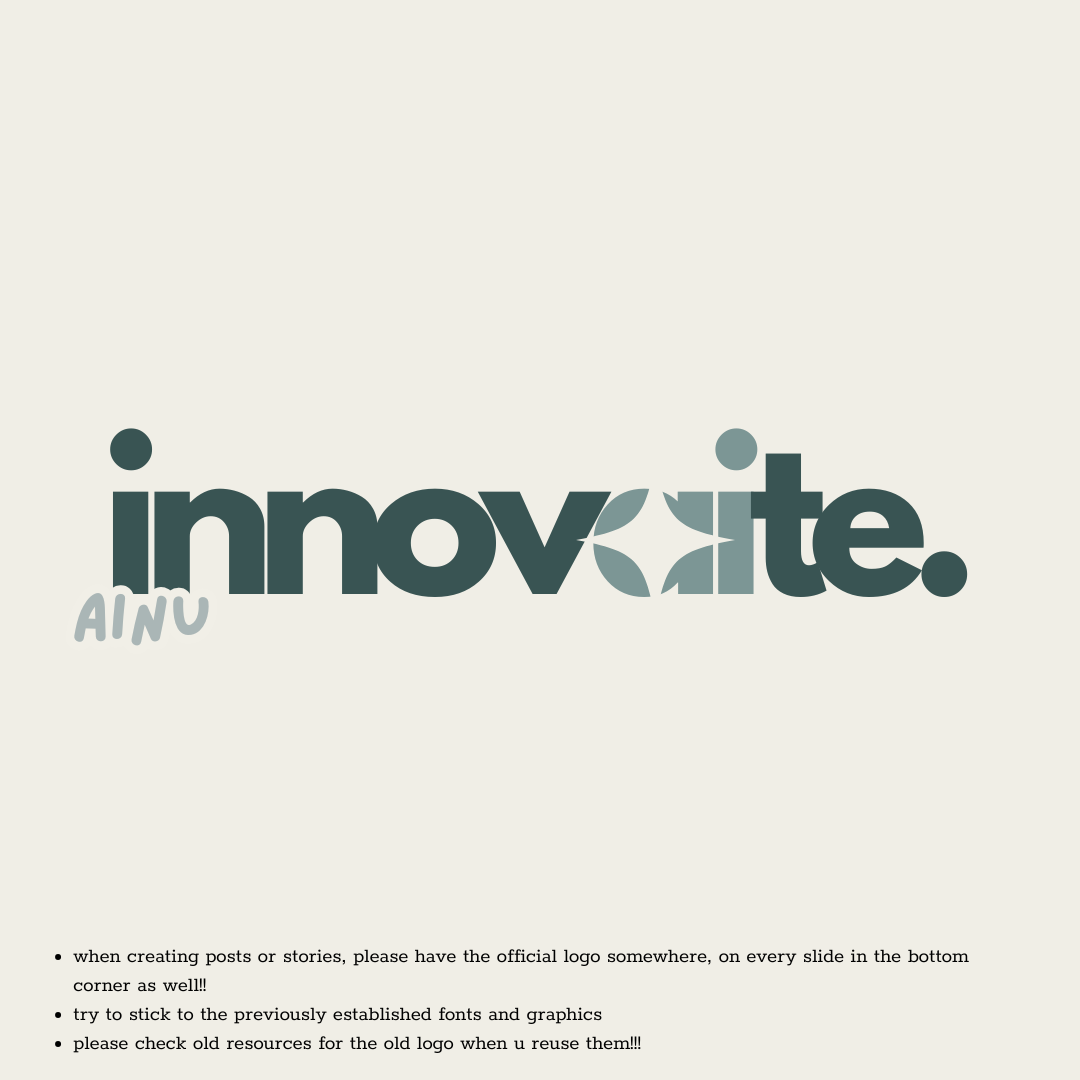 innovaite.
AINU
• when creating posts or stories, please have the official logo somewhere, on every slide in the bottom
corner as well!!
• try to stick to the previously established fonts and graphics
• please check old resources for the old logo when u reuse them!!!